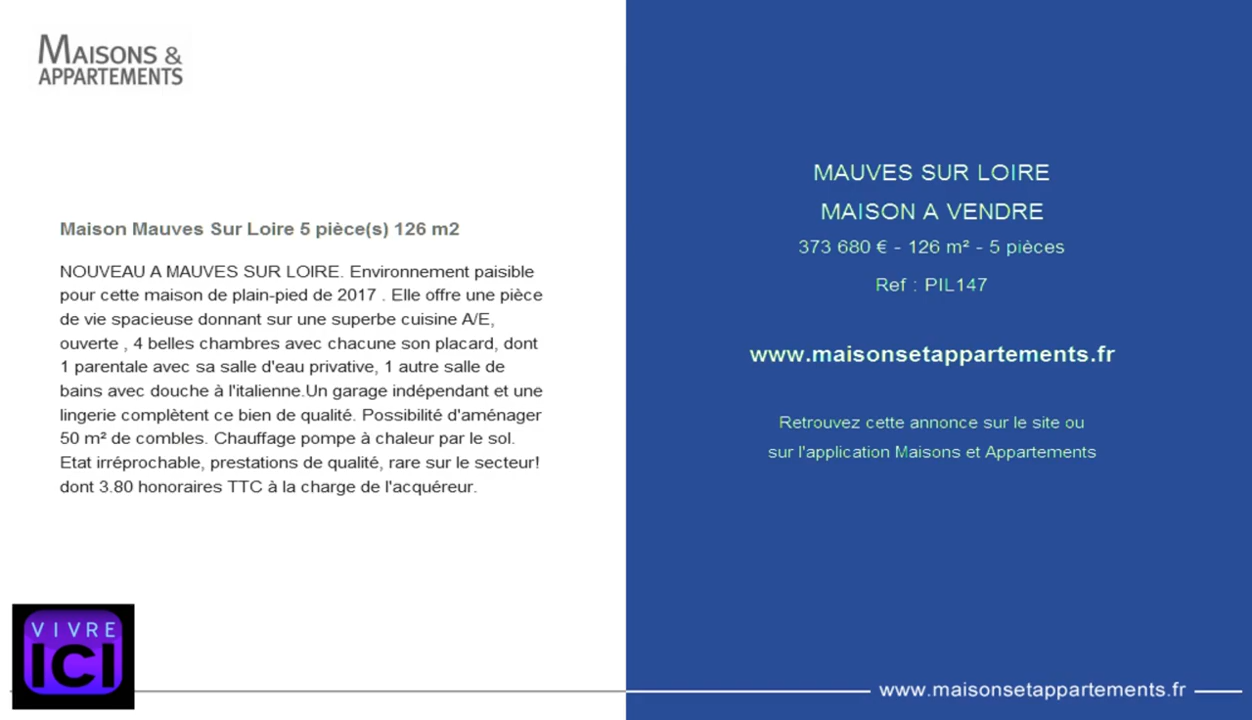 MAISONS &
APPARTEMENTS
Maison Mauves Sur Loire 5 pièce(s) 126 m2
NOUVEAU A MAUVES SUR LOIRE. Environnement paisible
pour cette maison de plain-pied de 2017 . Elle offre une pièce
de vie spacieuse donnant sur une superbe cuisine A/E,
ouverte , 4 belles chambres avec chacune son placard, dont
1 parentale avec sa salle d'eau privative, 1 autre salle de
bains avec douche à l'italienne.Un garage indépendant et une
lingerie complètent ce bien de qualité. Possibilité d'aménager
50 m² de combles. Chauffage pompe à chaleur par le sol.
Etat irréprochable, prestations de qualité, rare sur le secteur!
dont 3.80 honoraires TTC à la charge de l'acquéreur.
VIVRE
ICI
MAUVES SUR LOIRE
MAISON A VENDRE
373 680 € - 126 m² - 5 pièces
Ref : PIL147
www.maisonsetappartements.fr
Retrouvez cette annonce sur le site ou
sur l'application Maisons et Appartements
www.maisonsetappartements.fr